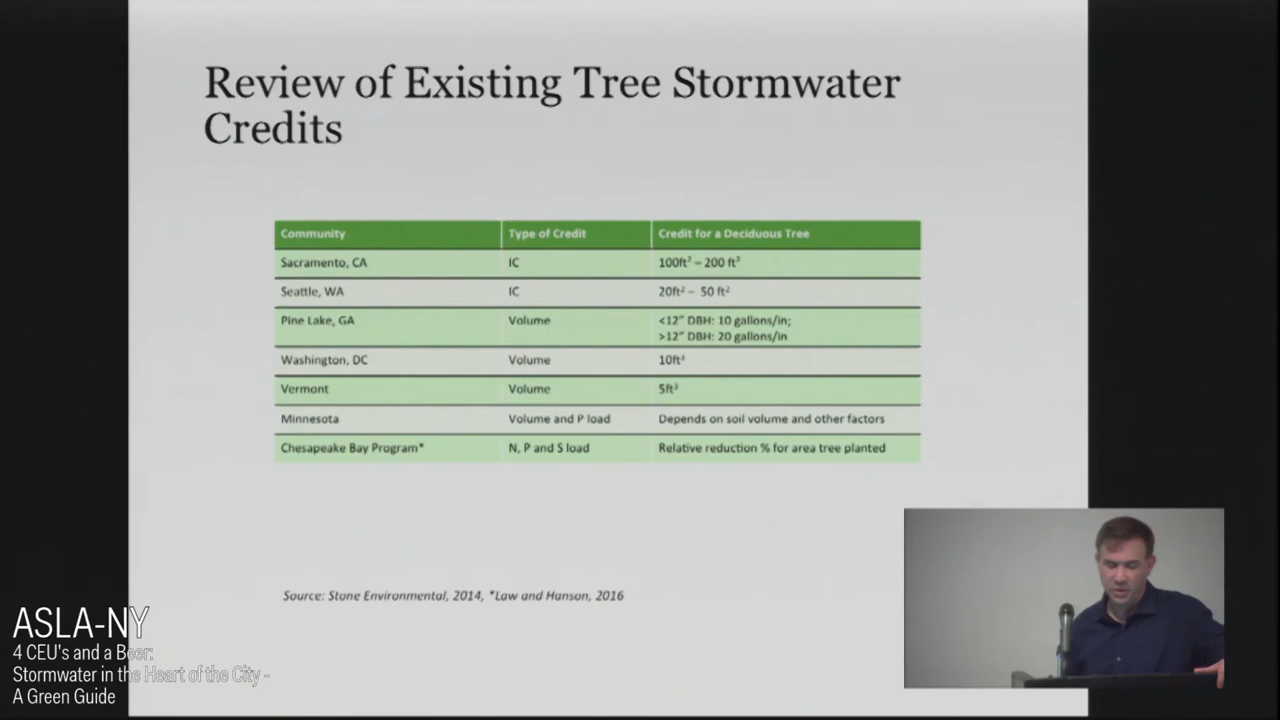 Review of Existing Tree Stormwater
Credits
Community Type of Credit Credit for a Deciduous Tree
Sacramento, CA IC 100ft³ – 200 ft³
Seattle, WA IC 20ft² – 50 ft²
Pine Lake, GA Volume <12" DBH: 10 gallons/in;
>12" DBH: 20 gallons/in
Washington, DC Volume 10ft³
Vermont Volume 5ft³
Minnesota Volume and P load Depends on soil volume and other factors
Chesapeake Bay Program* N, P and S load Relative reduction % for area tree planted
Source: Stone Environmental, 2014, *Law and Hanson, 2016
ASLA-NY
4 CEU's and a Beer:
Stormwater in the Heart of the City -
A Green Guide